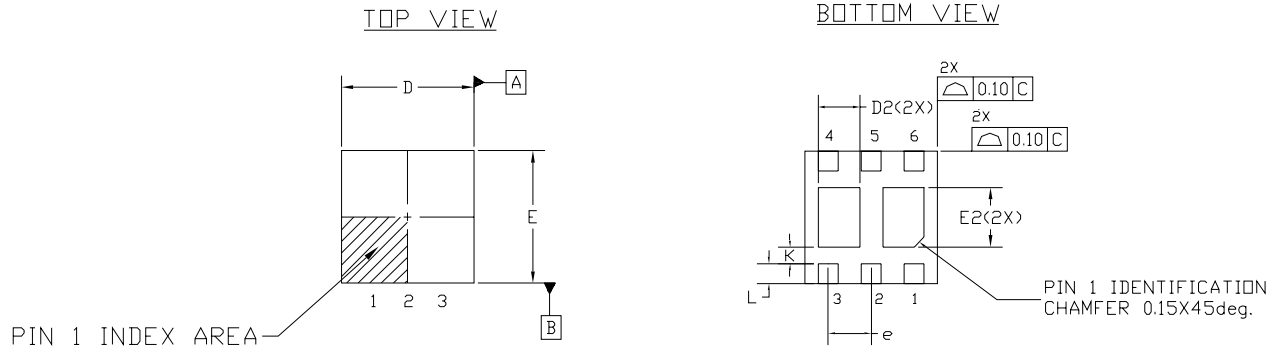 TOP VIEW
BOTTOM VIEW
D
A
2X
0.10 C
D2(2X)
2X
0.10 C
4 5 6
E
E2(2X)
K
L
3 2 1
e
1 2 3
B
PIN 1 INDEX AREA
PIN 1 IDENTIFICATION
CHAMFER 0.15X45deg.